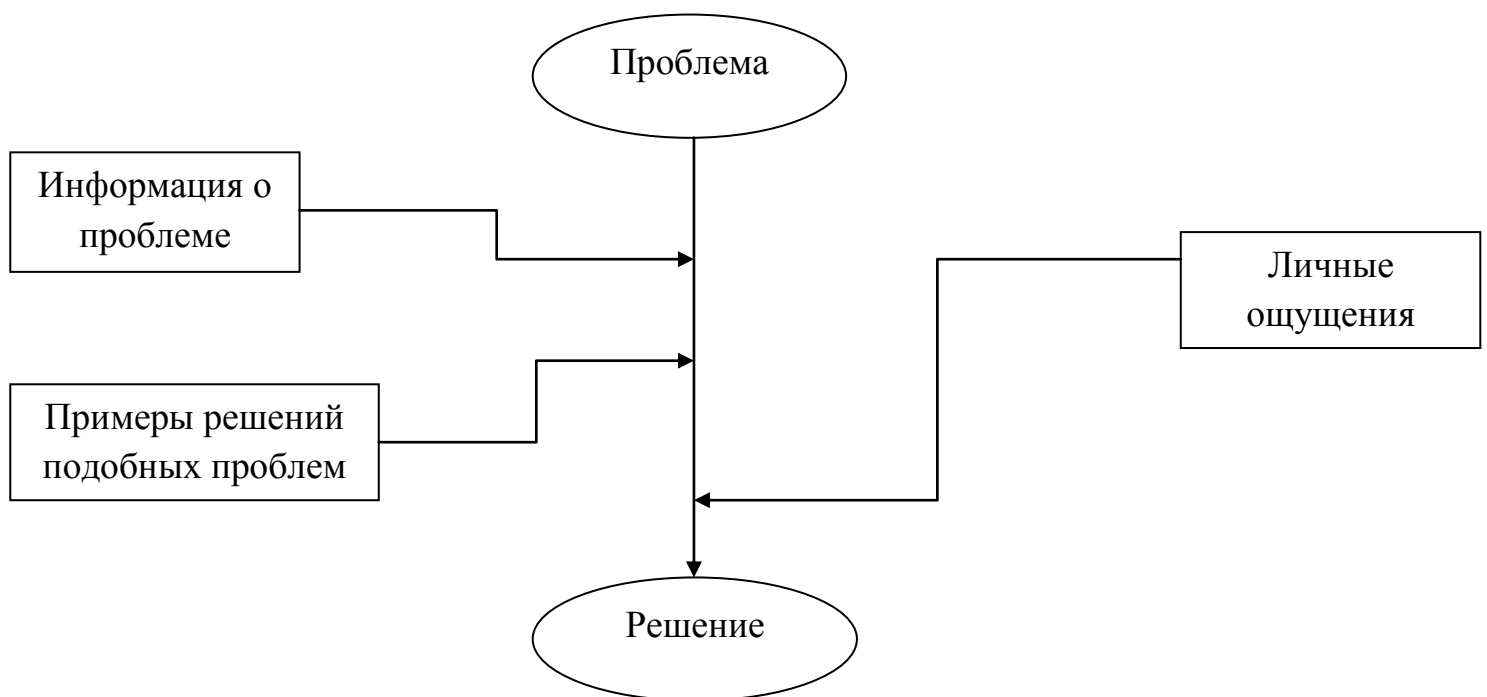 Проблема
Информация о
проблеме
Личные
ощущения
Примеры решений
подобных проблем
Решение